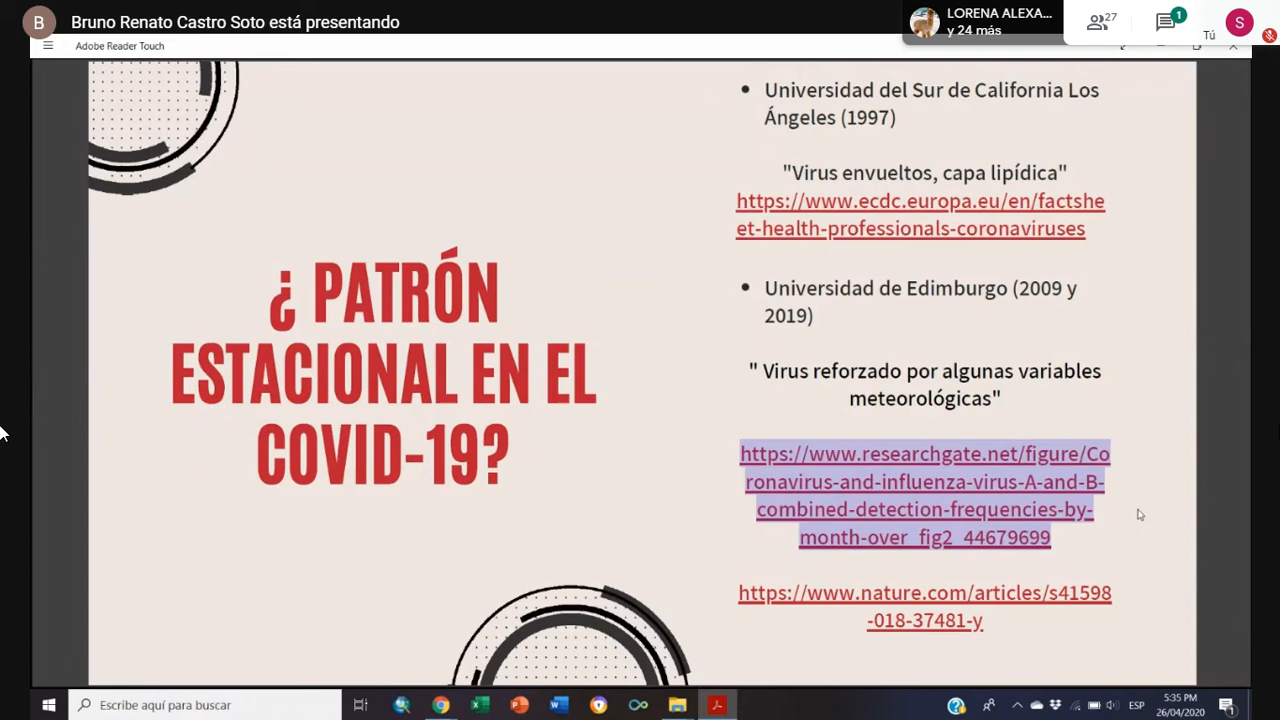 B
Bruno Renato Castro Soto está presentando
LORENA ALEXA...
y 24 más
27
1
Tú
S
Adobe Reader Touch
¿ PATRÓN
ESTACIONAL EN EL
COVID-19?
• Universidad del Sur de California Los
Ángeles (1997)
"Virus envueltos, capa lipídica"
https://www.ecdc.europa.eu/en/factshe
et-health-professionals-coronaviruses
• Universidad de Edimburgo (2009 y
2019)
" Virus reforzado por algunas variables
meteorológicas"
https://www.researchgate.net/figure/Co
ronavirus-and-influenza-virus-A-and-B-
combined-detection-frequencies-by-
month-over_fig2_44679699
https://www.nature.com/articles/s41598
-018-37481-y
Escribe aquí para buscar
ESP
5:35 PM
26/04/2020
1